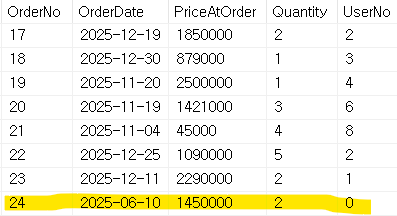 OrderNo OrderDate PriceAtOrder Quantity UserNo
17 2025-12-19 1850000 2 2
18 2025-12-30 879000 1 3
19 2025-11-20 2500000 1 4
20 2025-11-19 1421000 3 6
21 2025-11-04 45000 4 8
22 2025-12-25 1090000 5 2
23 2025-12-11 2290000 2 1
24 2025-06-10 1450000 2 0